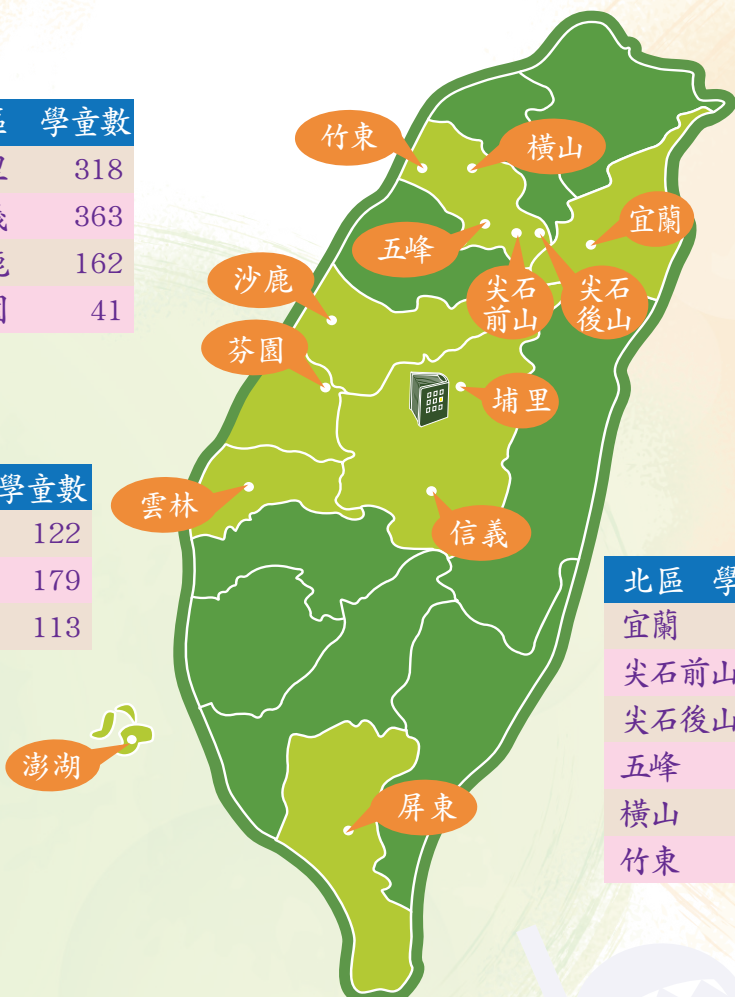 學童數
318
363
162
41
學童數
122
179
113
竹東
橫山
宜蘭
五峰
尖石
前山
尖石
後山
沙鹿
芬園
埔里
雲林
信義
澎湖
屏東
北區 學
宜蘭
尖石前山
尖石後山
五峰
橫山
竹東